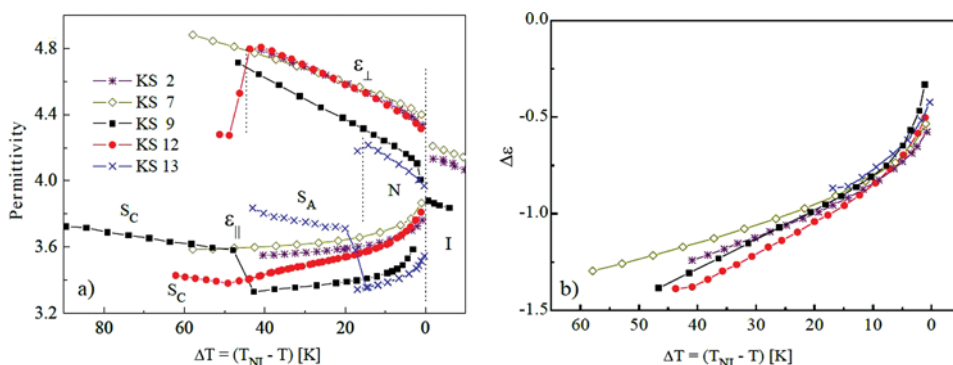 a)
4.8
4.4
4.0
3.6
3.2
Permittivity
KS 2
KS 7
KS 9
KS 12
KS 13
ε⊥
N
I
S_C
S_A
ε||
S_C
80 60 40 20 0
ΔT = (T_NI - T) [K]
b)
0.0
-0.5
-1.0
-1.5
Δε
60 50 40 30 20 10 0
ΔT = (T_NI - T) [K]